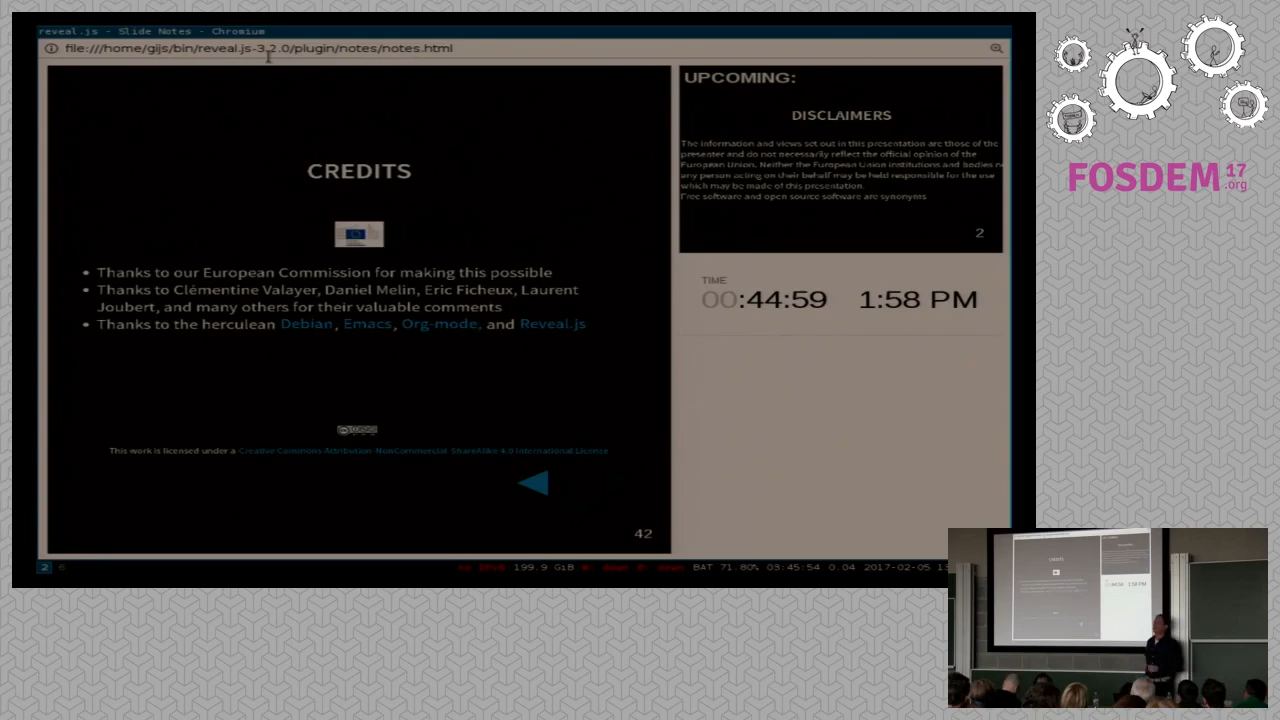 reveal.js - Slide Notes - Chromium
file:///home/gijs/bin/reveal.js-3.2.0/plugin/notes/notes.html
CREDITS
• Thanks to our European Commission for making this possible
• Thanks to Clémentine Valayer, Daniel Melin, Eric Ficheux, Laurent
Joubert, and many others for their valuable comments
• Thanks to the herculean Debian, Emacs, Org-mode, and Reveal.js
This work is licensed under a Creative Commons Attribution-NonCommercial-ShareAlike 4.0 International License
42
UPCOMING:
DISCLAIMERS
The information and views set out in this presentation are those of the
presenter and do not necessarily reflect the official opinion of the
European Union. Neither the European Union institutions and bodies n
any person acting on their behalf may be held responsible for the use
which may be made of this presentation.
Free software and open source software are synonyms
2
TIME
00:44:59 1:58 PM
2 6
no IPv6 199.9 GiB W: down E: down BAT 71.80% 03:45:54 0.04 2017-02-05 1
FOSDEM 17
.org